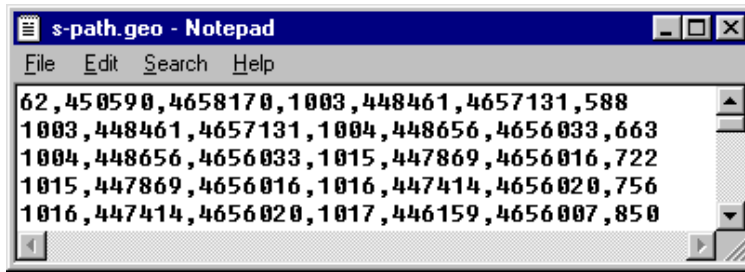 s-path.geo - Notepad
File Edit Search Help
62,450590,4658170,1003,448461,4657131,588
1003,448461,4657131,1004,448656,4656033,663
1004,448656,4656033,1015,447869,4656016,722
1015,447869,4656016,1016,447414,4656020,756
1016,447414,4656020,1017,446159,4656007,850